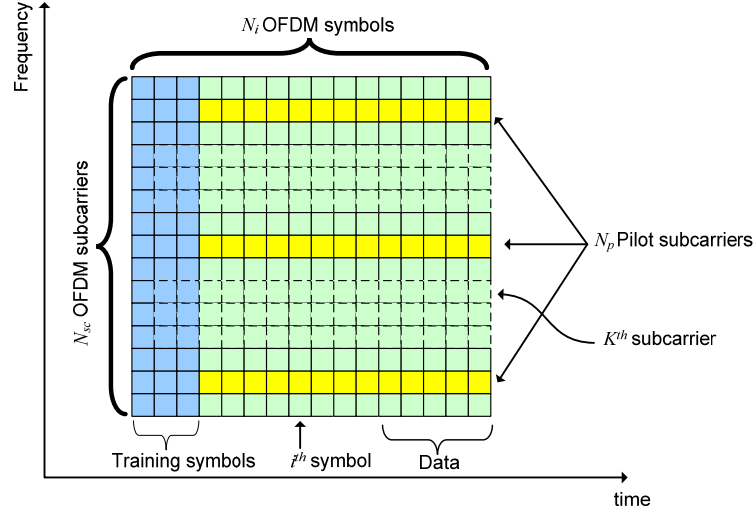 Frequency
N_i OFDM symbols
N_sc OFDM subcarriers
N_p Pilot subcarriers
K^th subcarrier
Training symbols
i^th symbol
Data
time